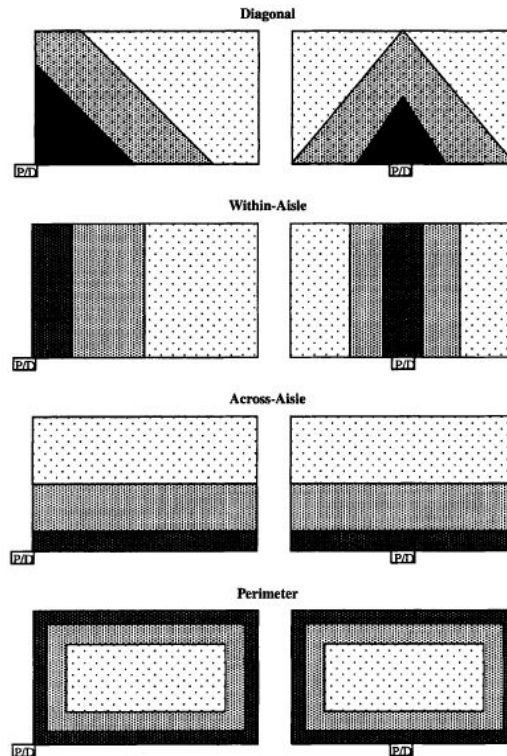 Diagonal
P/D
P/D
Within-Aisle
P/D
P/D
Across-Aisle
P/D
P/D
Perimeter
P/D
P/D